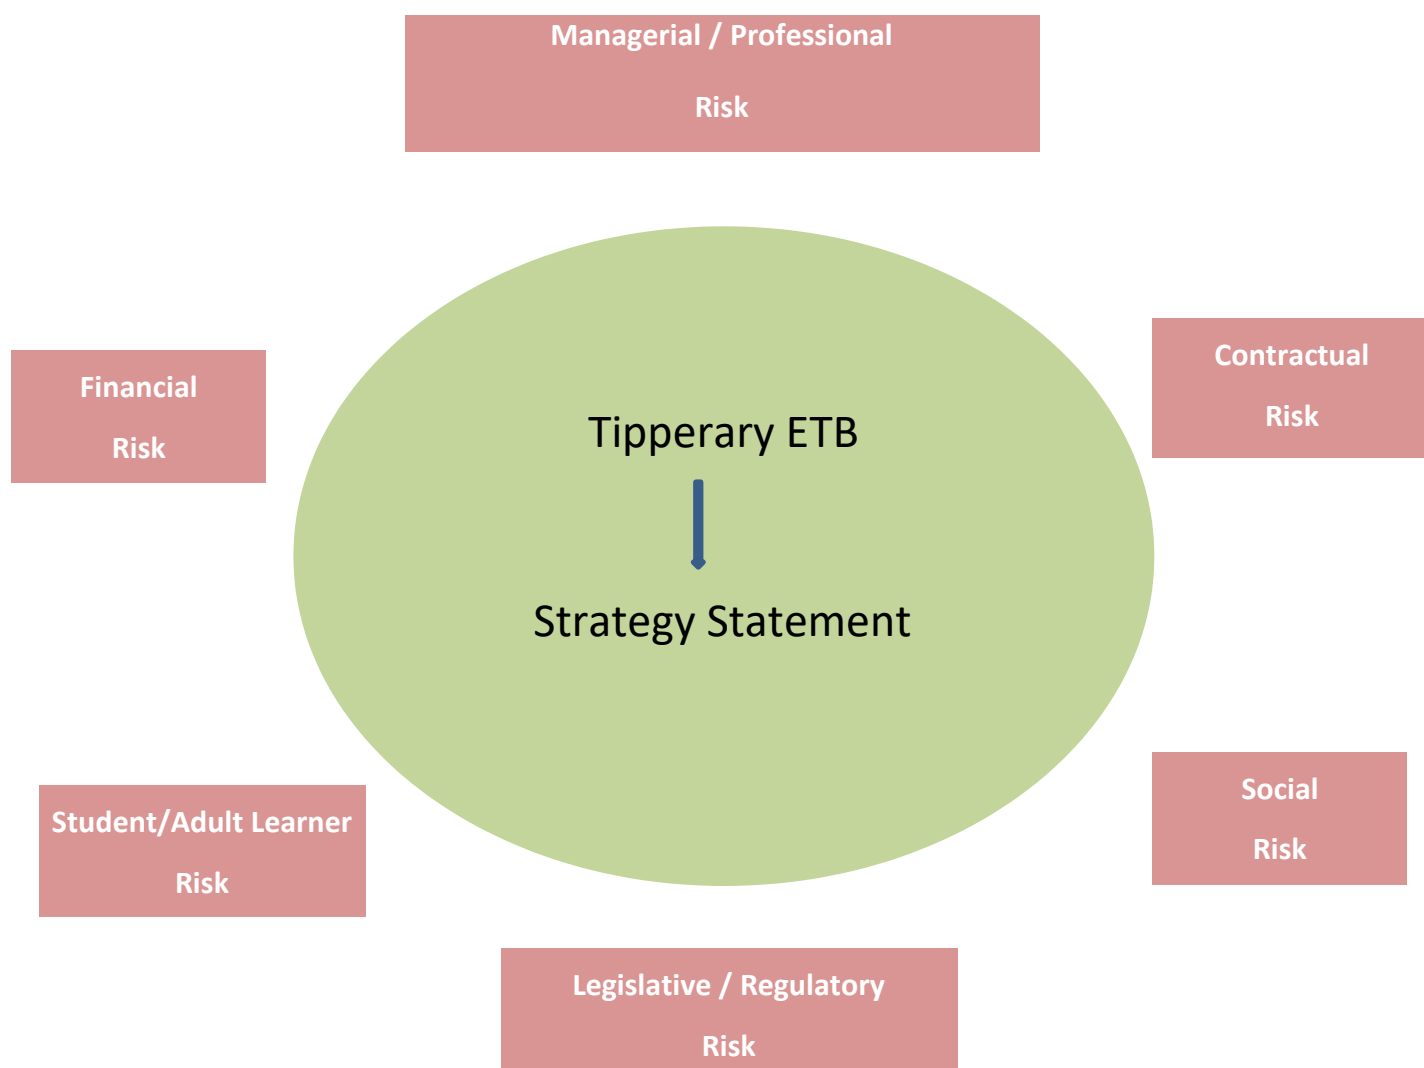 Managerial / Professional
Risk
Financial
Risk
Contractual
Risk
Tipperary ETB
Strategy Statement
Student/Adult Learner
Risk
Social
Risk
Legislative / Regulatory
Risk